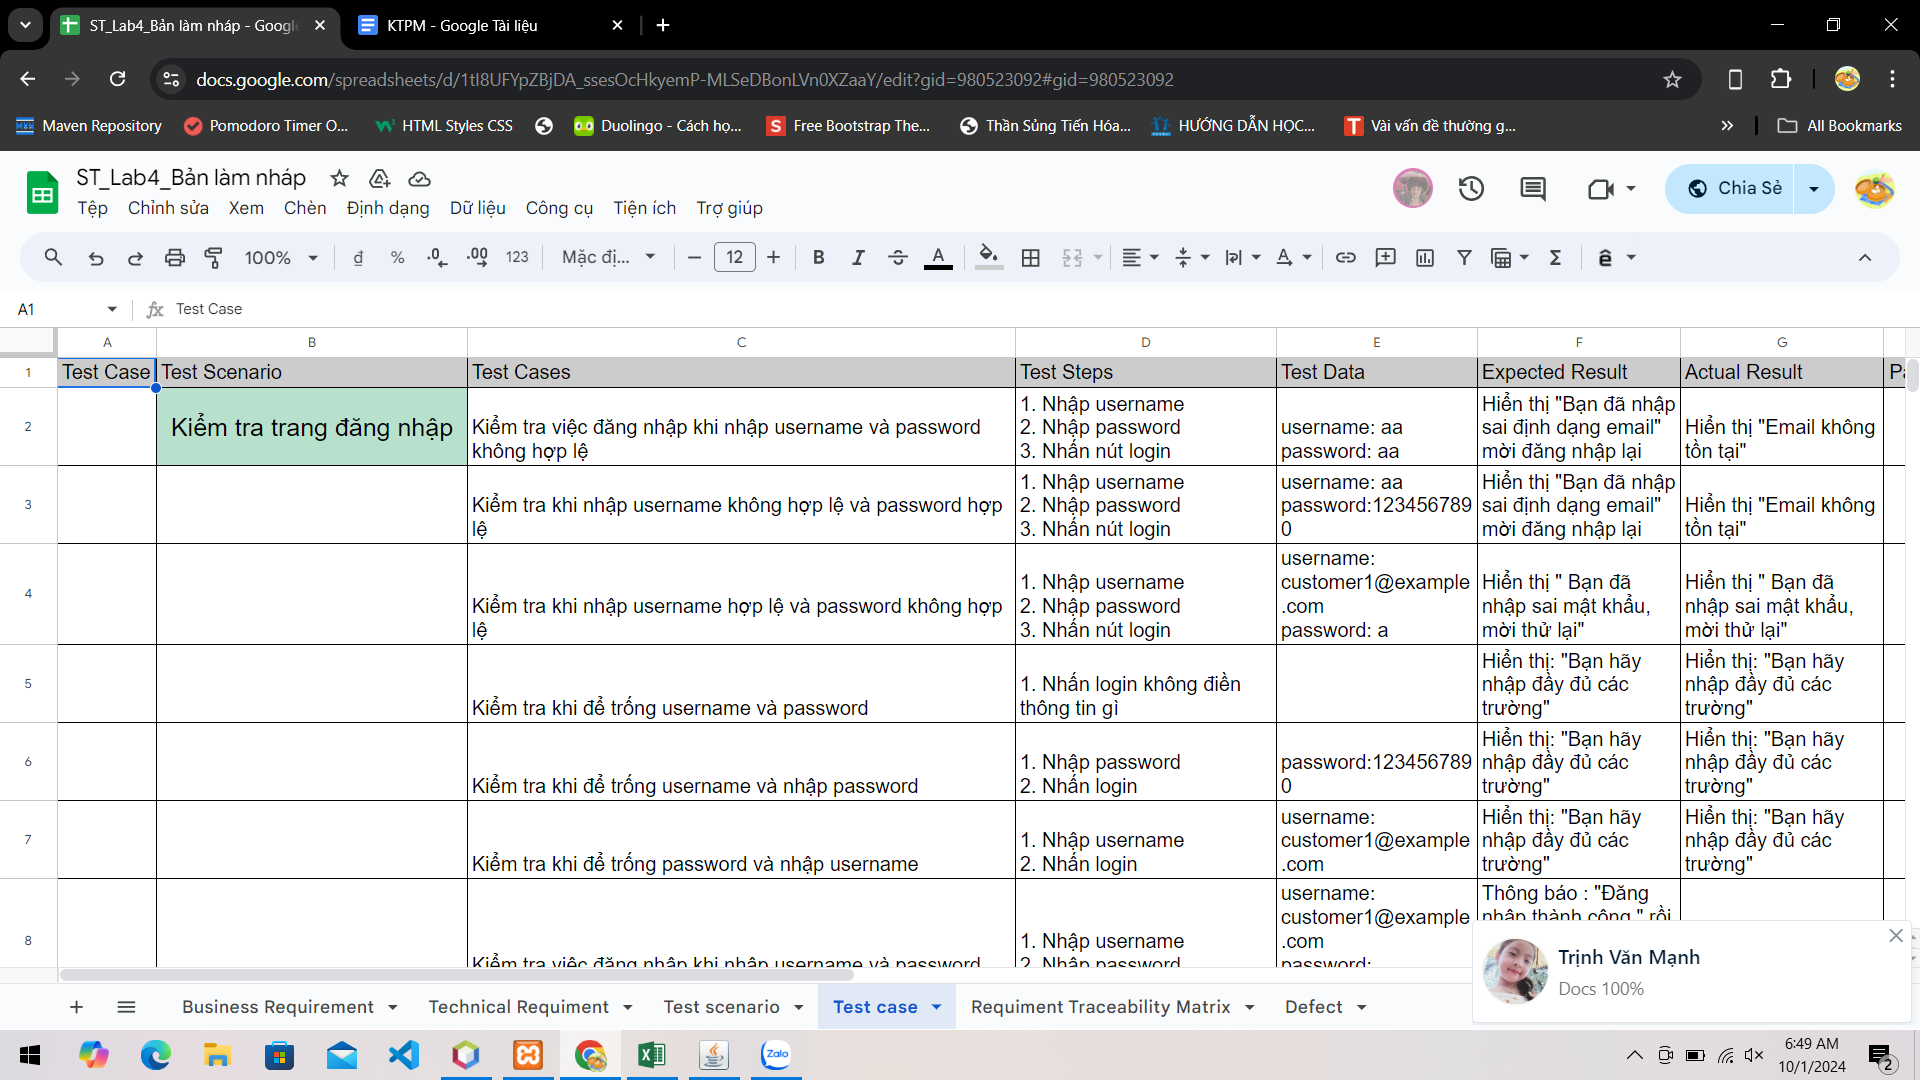 ST_Lab4_Bản làm nháp - Googl
KTPM - Google Tài liệu
docs.google.com/spreadsheets/d/1tI8UFYpZBjDA_ssesOcHkyemP-MLSeDBonLVn0XZaaY/edit?gid=980523092#gid=980523092
Maven Repository
Pomodoro Timer O...
HTML Styles CSS
Duolingo - Cách họ...
Free Bootstrap The...
Thần Sủng Tiến Hóa...
HƯỚNG DẪN HỌC...
Vài vấn đề thường g...
All Bookmarks
ST_Lab4_Bản làm nháp
Chia Sẻ
Tệp Chỉnh sửa Xem Chèn Định dạng Dữ liệu Công cụ Tiện ích Trợ giúp
100% đ % .0 .00 123 Mặc đị... 12
A1 Test Case
A B C D E F G
1 Test Case Test Scenario Test Cases Test Steps Test Data Expected Result Actual Result Pa
2
Kiểm tra trang đăng nhập
Kiểm tra việc đăng nhập khi nhập username và password
không hợp lệ
1. Nhập username
2. Nhập password
3. Nhấn nút login
username: aa
password: aa
Hiển thị "Bạn đã nhập
sai định dạng email"
mời đăng nhập lại
Hiển thị "Email không
tồn tại"
3
Kiểm tra khi nhập username không hợp lệ và password hợp
lệ
1. Nhập username
2. Nhập password
3. Nhấn nút login
username: aa
password:123456789
0
Hiển thị "Bạn đã nhập
sai định dạng email"
mời đăng nhập lại
Hiển thị "Email không
tồn tại"
4
Kiểm tra khi nhập username hợp lệ và password không hợp
lệ
1. Nhập username
2. Nhập password
3. Nhấn nút login
username:
customer1@example
.com
password: a
Hiển thị " Bạn đã
nhập sai mật khẩu,
mời thử lại"
Hiển thị " Bạn đã
nhập sai mật khẩu,
mời thử lại"
5
Kiểm tra khi để trống username và password
1. Nhấn login không điền
thông tin gì
Hiển thị: "Bạn hãy
nhập đầy đủ các
trường"
Hiển thị: "Bạn hãy
nhập đầy đủ các
trường"
6
Kiểm tra khi để trống username và nhập password
1. Nhập password
2. Nhấn login
password:123456789
0
Hiển thị: "Bạn hãy
nhập đầy đủ các
trường"
Hiển thị: "Bạn hãy
nhập đầy đủ các
trường"
7
Kiểm tra khi để trống password và nhập username
1. Nhập username
2. Nhấn login
username:
customer1@example
.com
Hiển thị: "Bạn hãy
nhập đầy đủ các
trường"
Hiển thị: "Bạn hãy
nhập đầy đủ các
trường"
8
Kiểm tra việc đăng nhập khi nhập username và password
1. Nhập username
2. Nhập password
username:
customer1@example
.com
password:
Thông báo : "Đăng
nhập thành công " rồi
Trịnh Văn Mạnh
Docs 100%
Business Requirement Technical Requiment Test scenario Test case Requiment Traceability Matrix Defect
Zalo
6:49 AM
10/1/2024
2